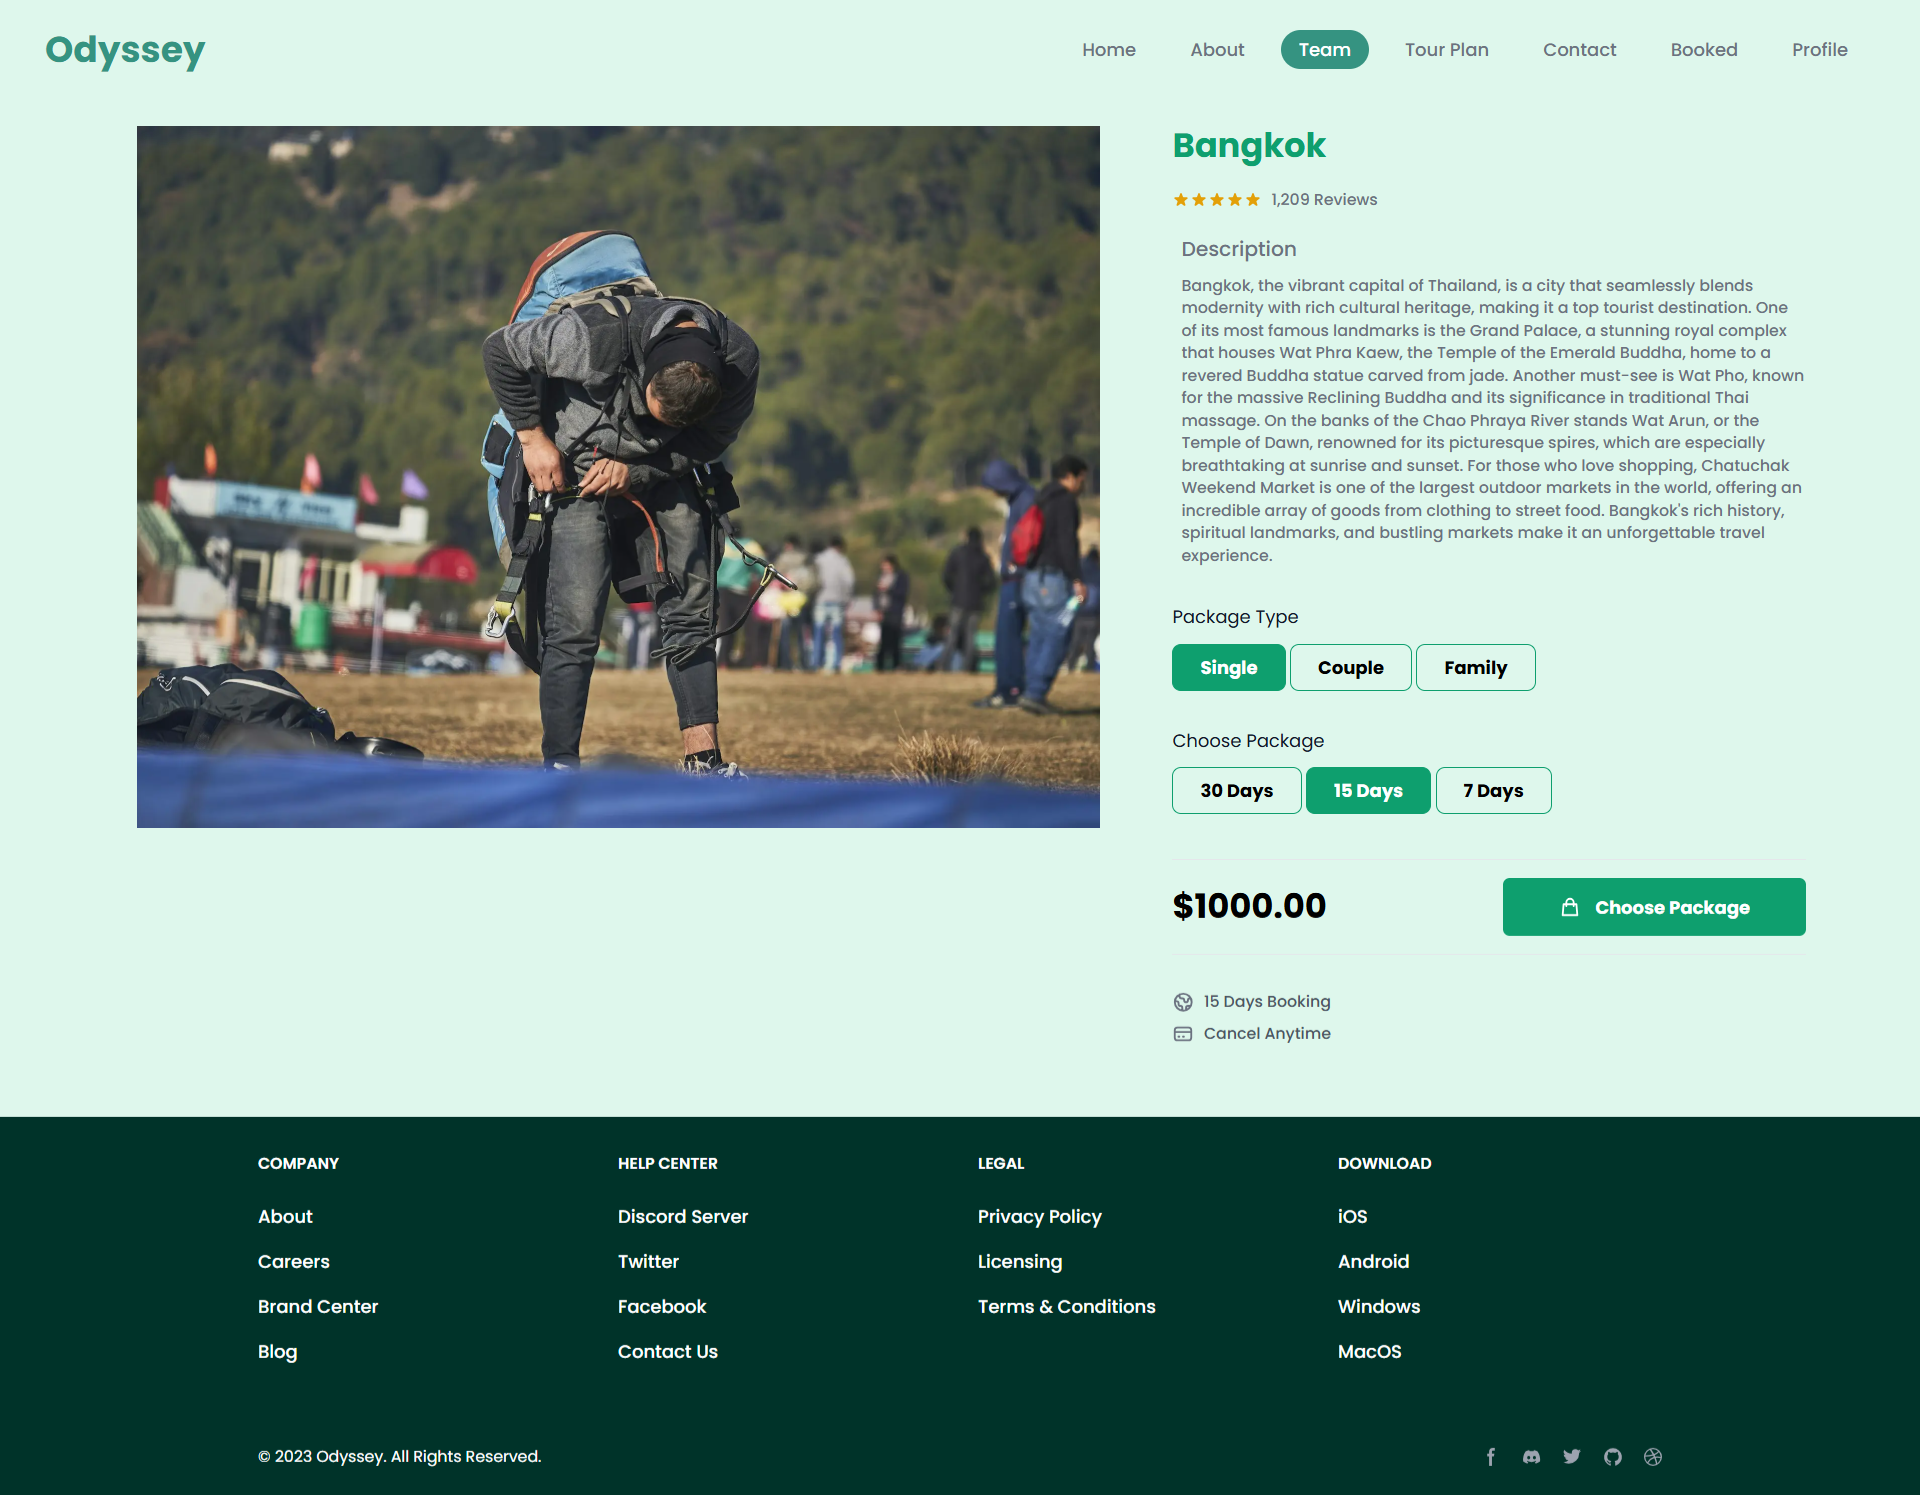 Odyssey
Home
About
Team
Tour Plan
Contact
Booked
Profile
Bangkok
1,209 Reviews
Description
Bangkok, the vibrant capital of Thailand, is a city that seamlessly blends
modernity with rich cultural heritage, making it a top tourist destination. One
of its most famous landmarks is the Grand Palace, a stunning royal complex
that houses Wat Phra Kaew, the Temple of the Emerald Buddha, home to a
revered Buddha statue carved from jade. Another must-see is Wat Pho, known
for the massive Reclining Buddha and its significance in traditional Thai
massage. On the banks of the Chao Phraya River stands Wat Arun, or the
Temple of Dawn, renowned for its picturesque spires, which are especially
breathtaking at sunrise and sunset. For those who love shopping, Chatuchak
Weekend Market is one of the largest outdoor markets in the world, offering an
incredible array of goods from clothing to street food. Bangkok's rich history,
spiritual landmarks, and bustling markets make it an unforgettable travel
experience.
Package Type
Single
Couple
Family
Choose Package
30 Days
15 Days
7 Days
$1000.00
Choose Package
15 Days Booking
Cancel Anytime
COMPANY
About
Careers
Brand Center
Blog
HELP CENTER
Discord Server
Twitter
Facebook
Contact Us
LEGAL
Privacy Policy
Licensing
Terms & Conditions
DOWNLOAD
iOS
Android
Windows
MacOS
© 2023 Odyssey. All Rights Reserved.